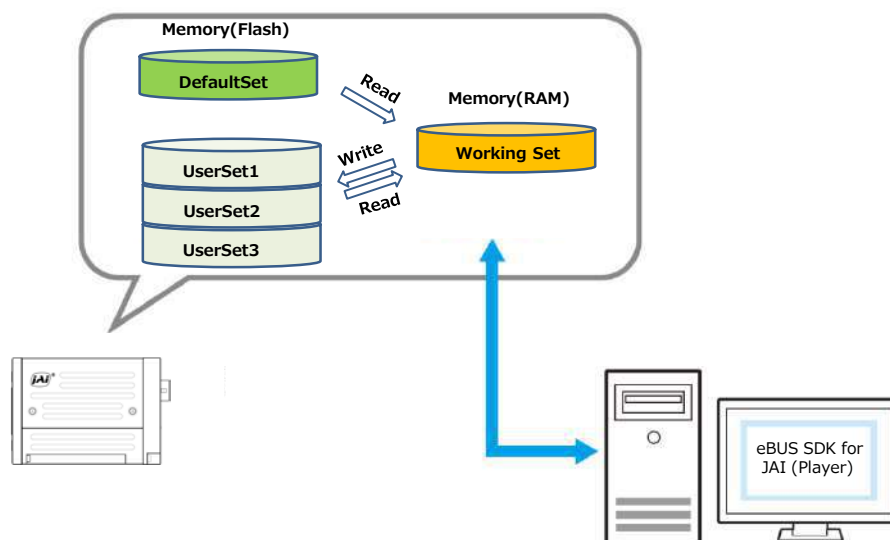 Memory(Flash)
DefaultSet
Read
Memory(RAM)
Working Set
Write
Read
UserSet1
UserSet2
UserSet3
JAI
eBUS SDK for
JAI (Player)